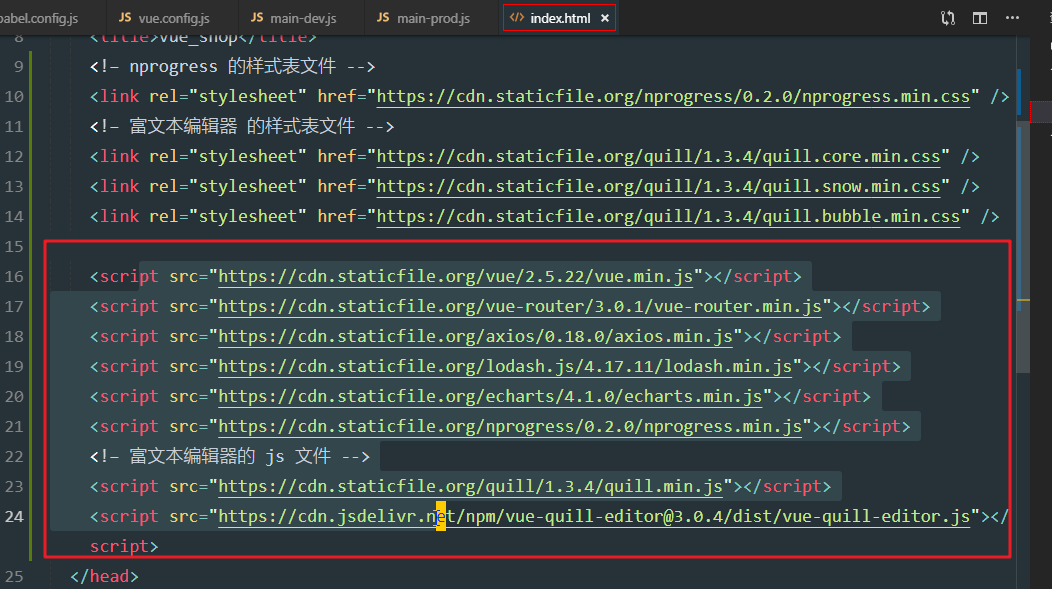 babel.config.js JS vue.config.js JS main-dev.js JS main-prod.js <> index.html ×
8 <title>vue_shop</title>
9 <!-- nprogress 的样式表文件 -->
10 <link rel="stylesheet" href="https://cdn.staticfile.org/nprogress/0.2.0/nprogress.min.css" />
11 <!-- 富文本编辑器 的样式表文件 -->
12 <link rel="stylesheet" href="https://cdn.staticfile.org/quill/1.3.4/quill.core.min.css" />
13 <link rel="stylesheet" href="https://cdn.staticfile.org/quill/1.3.4/quill.snow.min.css" />
14 <link rel="stylesheet" href="https://cdn.staticfile.org/quill/1.3.4/quill.bubble.min.css" />
15
16 <script src="https://cdn.staticfile.org/vue/2.5.22/vue.min.js"></script>
17 <script src="https://cdn.staticfile.org/vue-router/3.0.1/vue-router.min.js"></script>
18 <script src="https://cdn.staticfile.org/axios/0.18.0/axios.min.js"></script>
19 <script src="https://cdn.staticfile.org/lodash.js/4.17.11/lodash.min.js"></script>
20 <script src="https://cdn.staticfile.org/echarts/4.1.0/echarts.min.js"></script>
21 <script src="https://cdn.staticfile.org/nprogress/0.2.0/nprogress.min.js"></script>
22 <!-- 富文本编辑器的 js 文件 -->
23 <script src="https://cdn.staticfile.org/quill/1.3.4/quill.min.js"></script>
24 <script src="https://cdn.jsdelivr.net/npm/vue-quill-editor@3.0.4/dist/vue-quill-editor.js"></
script>
25 </head>